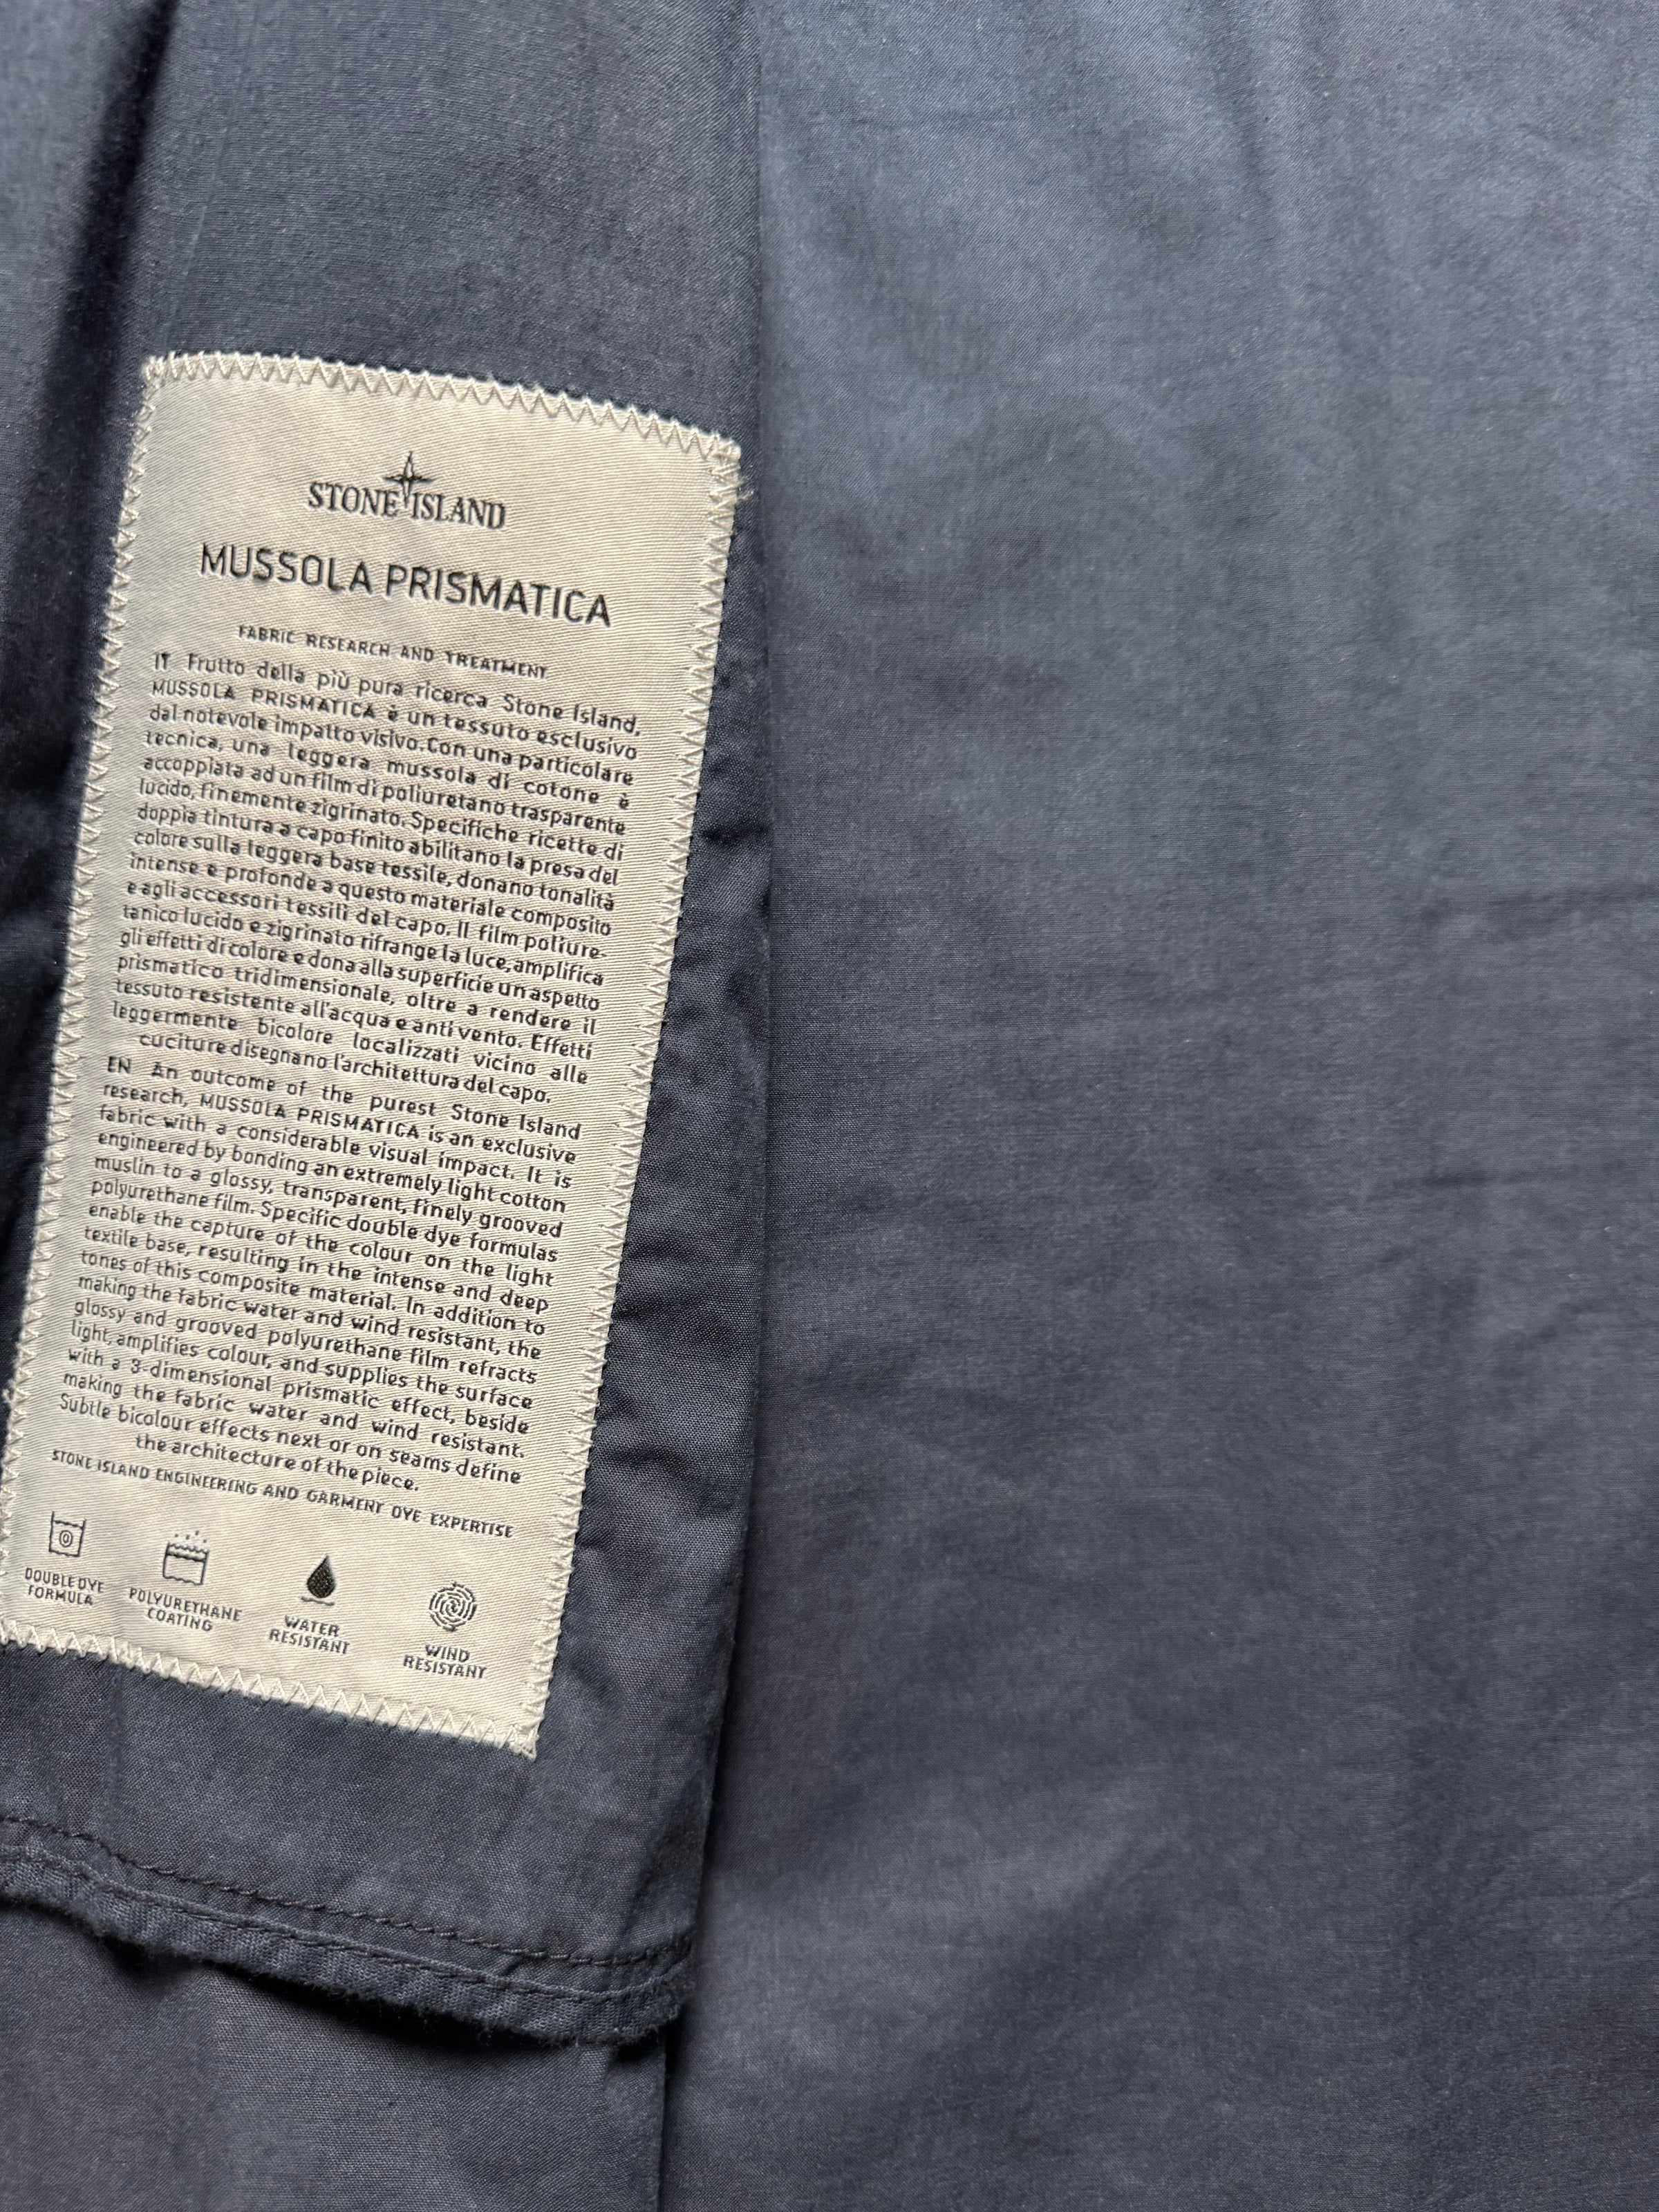 STONE ISLAND
MUSSOLA PRISMATICA
FABRIC RESEARCH AND TREATMENT
IT Frutto della più pura ricerca Stone Island,
MUSSOLA PRISMATICA è un tessuto esclusivo
dal notevole impatto visivo. Con una particolare
tecnica, una leggera mussola di cotone è
accoppiata ad un film di poliuretano trasparente
lucido, finemente zigrinato. Specifiche ricette di
doppia tintura a capo finito abilitano la presa del
colore sulla leggera base tessile, donano tonalità
intense e profonde a questo materiale composito
e agli accessori tessili del capo. Il film poliure-
tanico lucido e zigrinato rifrange la luce, amplifica
gli effetti di colore e dona alla superficie un aspetto
prismatico tridimensionale, oltre a rendere il
tessuto resistente all'acqua e anti vento. Effetti
leggermente bicolore localizzati vicino alle
cuciture disegnano l'architettura del capo.
EN An outcome of the purest Stone Island
research, MUSSOLA PRISMATICA is an exclusive
fabric with a considerable visual impact. It is
engineered by bonding an extremely light cotton
muslin to a glossy, transparent, finely grooved
polyurethane film. Specific double dye formulas
enable the capture of the colour on the light
textile base, resulting in the intense and deep
tones of this composite material. In addition to
making the fabric water and wind resistant, the
glossy and grooved polyurethane film refracts
light, amplifies colour, and supplies the surface
with a 3-dimensional prismatic effect, beside
making the fabric water and wind resistant.
Subtle bicolour effects next or on seams define
the architecture of the piece.
STONE ISLAND ENGINEERING AND GARMENT DYE EXPERTISE
DOUBLE DYE
FORMULA
POLYURETHANE
COATING
WATER
RESISTANT
WIND
RESISTANT